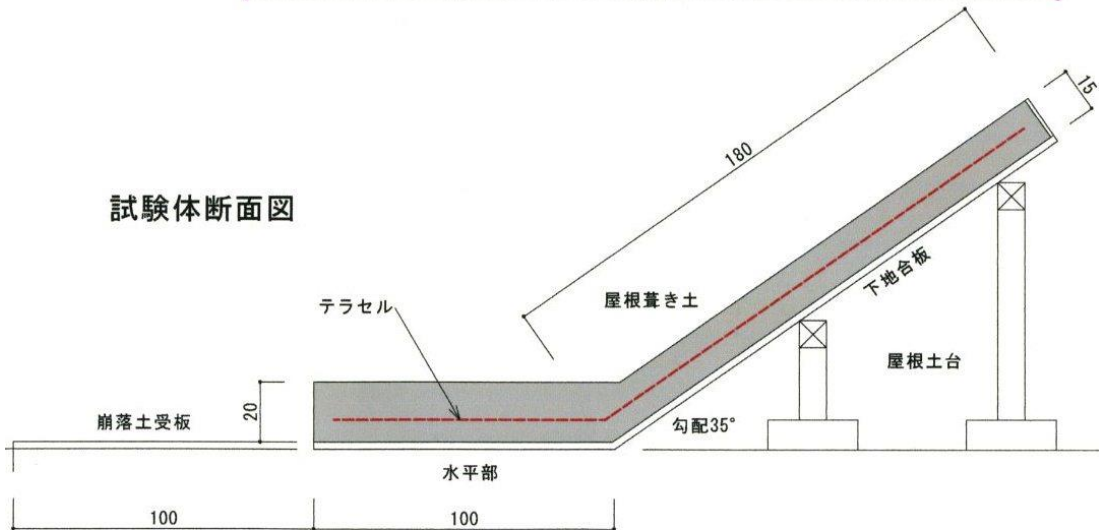 試験体断面図
180
15
テラセル
屋根葺き土
下地合板
屋根土台
20
崩落土受板
勾配35°
水平部
100
100